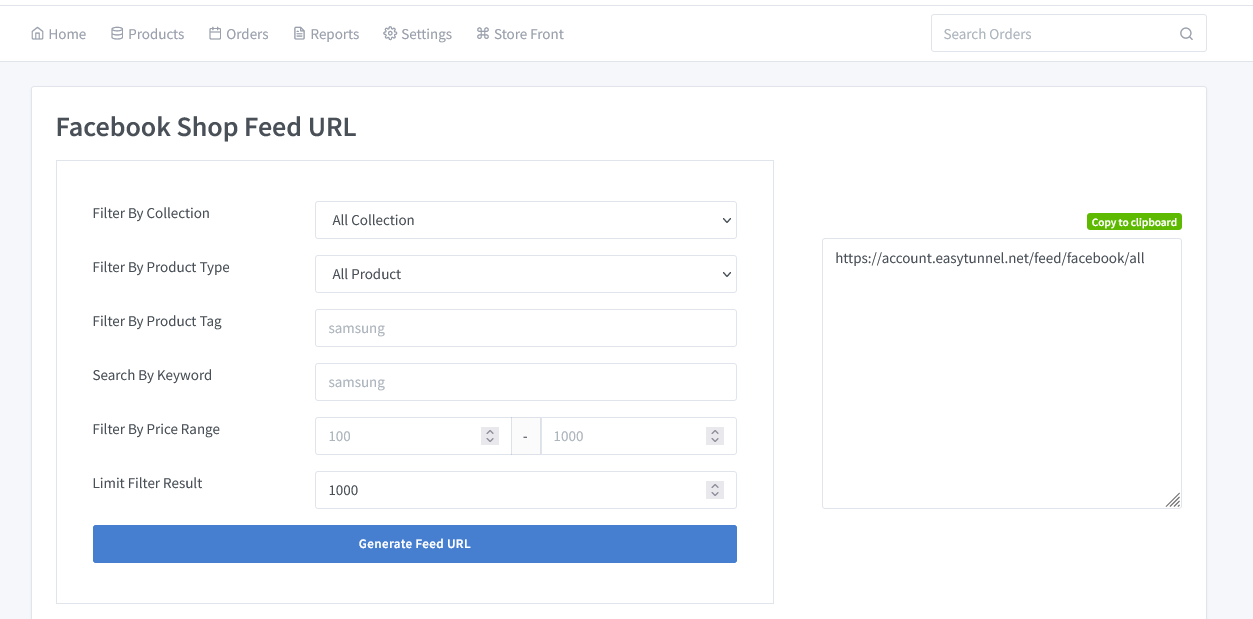 Home Products Orders Reports Settings Store Front Search Orders
Facebook Shop Feed URL
Filter By Collection All Collection
Copy to clipboard
https://account.easytunnel.net/feed/facebook/all
Filter By Product Type All Product
Filter By Product Tag samsung
Search By Keyword samsung
Filter By Price Range 100 - 1000
Limit Filter Result 1000
Generate Feed URL